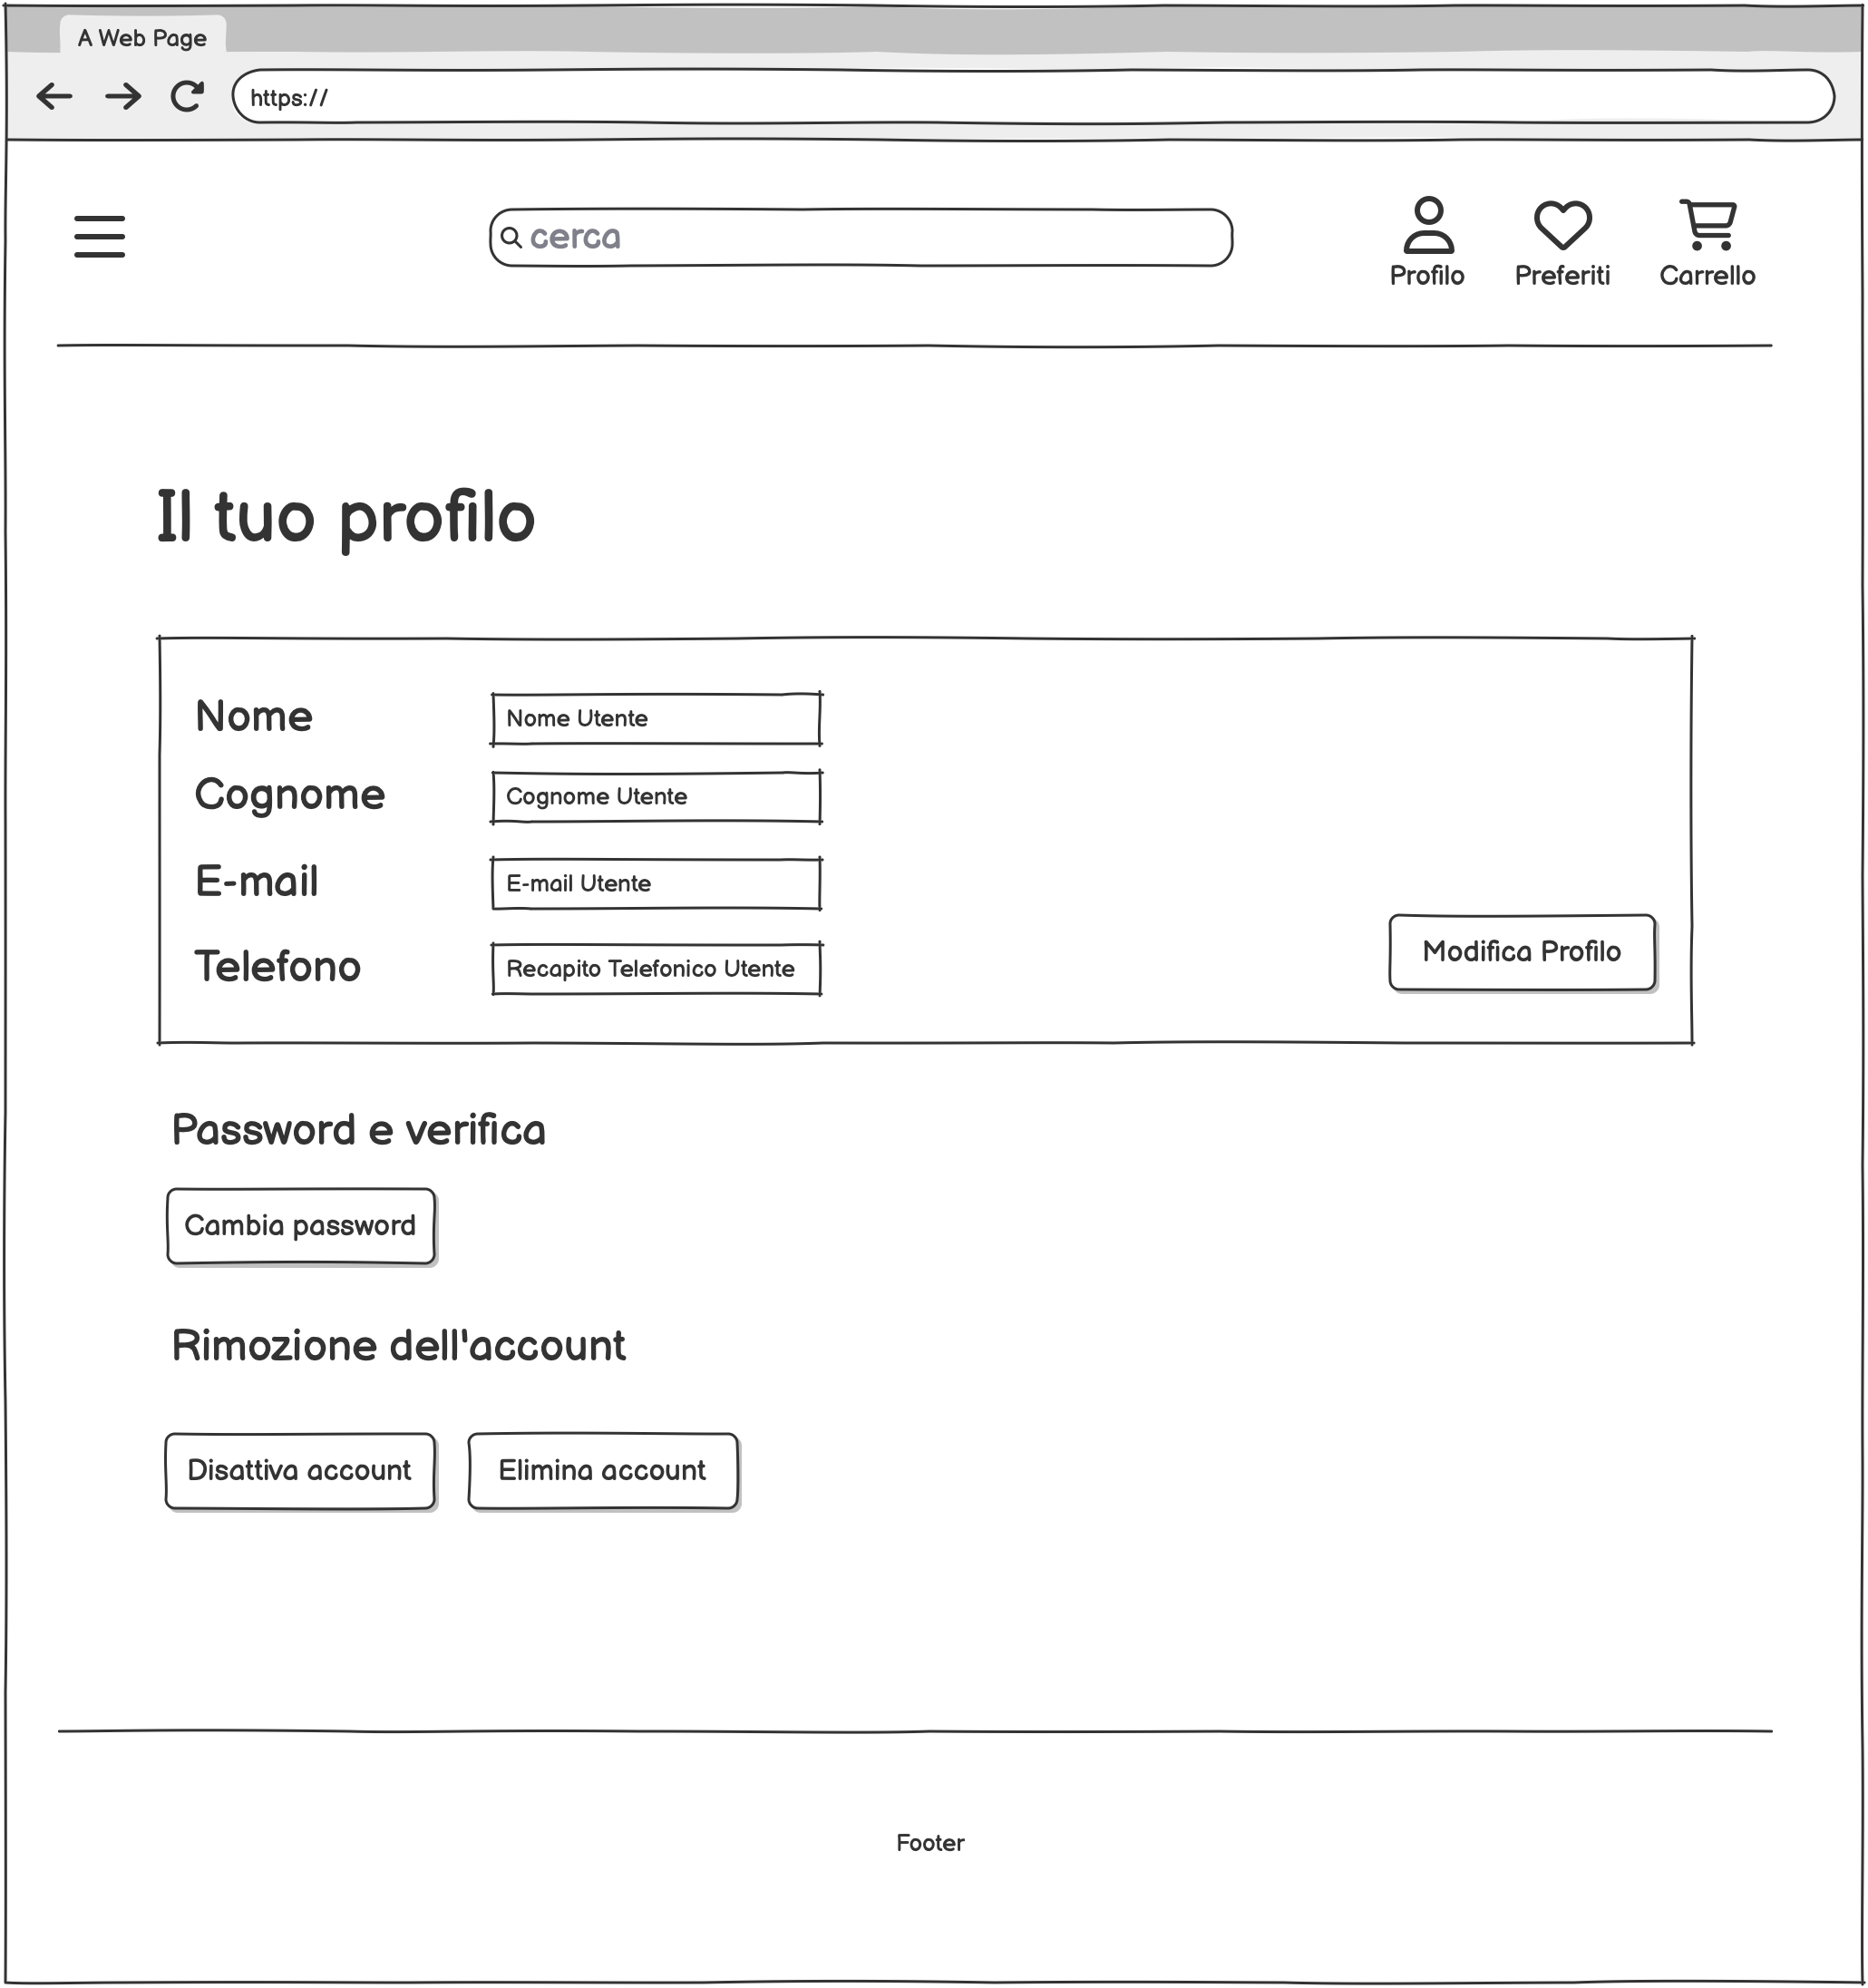 A Web Page
https://
cerca
Profilo
Preferiti
Carrello
Il tuo profilo
Nome
Nome Utente
Cognome
Cognome Utente
E-mail
E-mail Utente
Telefono
Recapito Telefonico Utente
Modifica Profilo
Password e verifica
Cambia password
Rimozione dell'account
Disattiva account
Elimina account
Footer